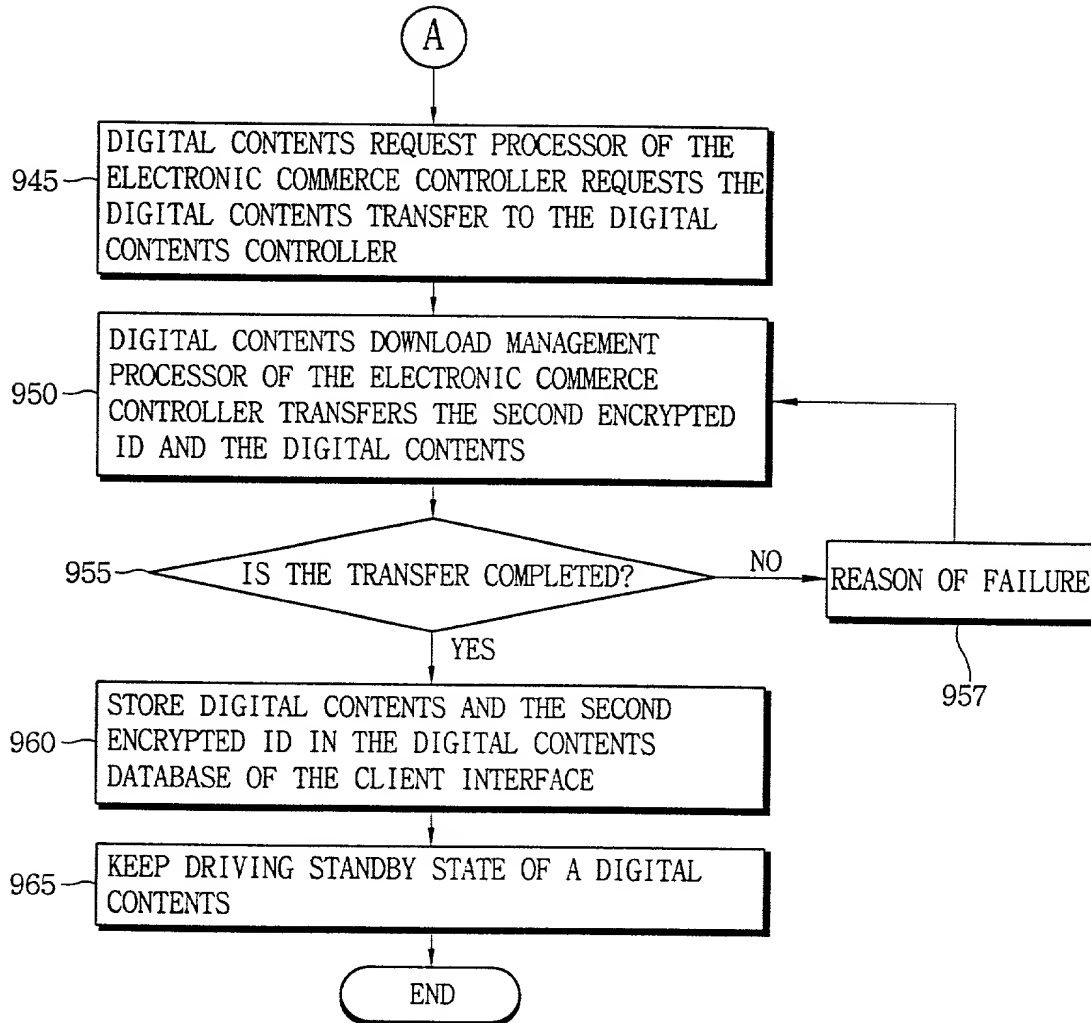 A
945
DIGITAL CONTENTS REQUEST PROCESSOR OF THE
ELECTRONIC COMMERCE CONTROLLER REQUESTS THE
DIGITAL CONTENTS TRANSFER TO THE DIGITAL
CONTENTS CONTROLLER
950
DIGITAL CONTENTS DOWNLOAD MANAGEMENT
PROCESSOR OF THE ELECTRONIC COMMERCE
CONTROLLER TRANSFERS THE SECOND ENCRYPTED
ID AND THE DIGITAL CONTENTS
955
IS THE TRANSFER COMPLETED?
NO
REASON OF FAILURE
957
YES
960
STORE DIGITAL CONTENTS AND THE SECOND
ENCRYPTED ID IN THE DIGITAL CONTENTS
DATABASE OF THE CLIENT INTERFACE
965
KEEP DRIVING STANDBY STATE OF A DIGITAL
CONTENTS
END